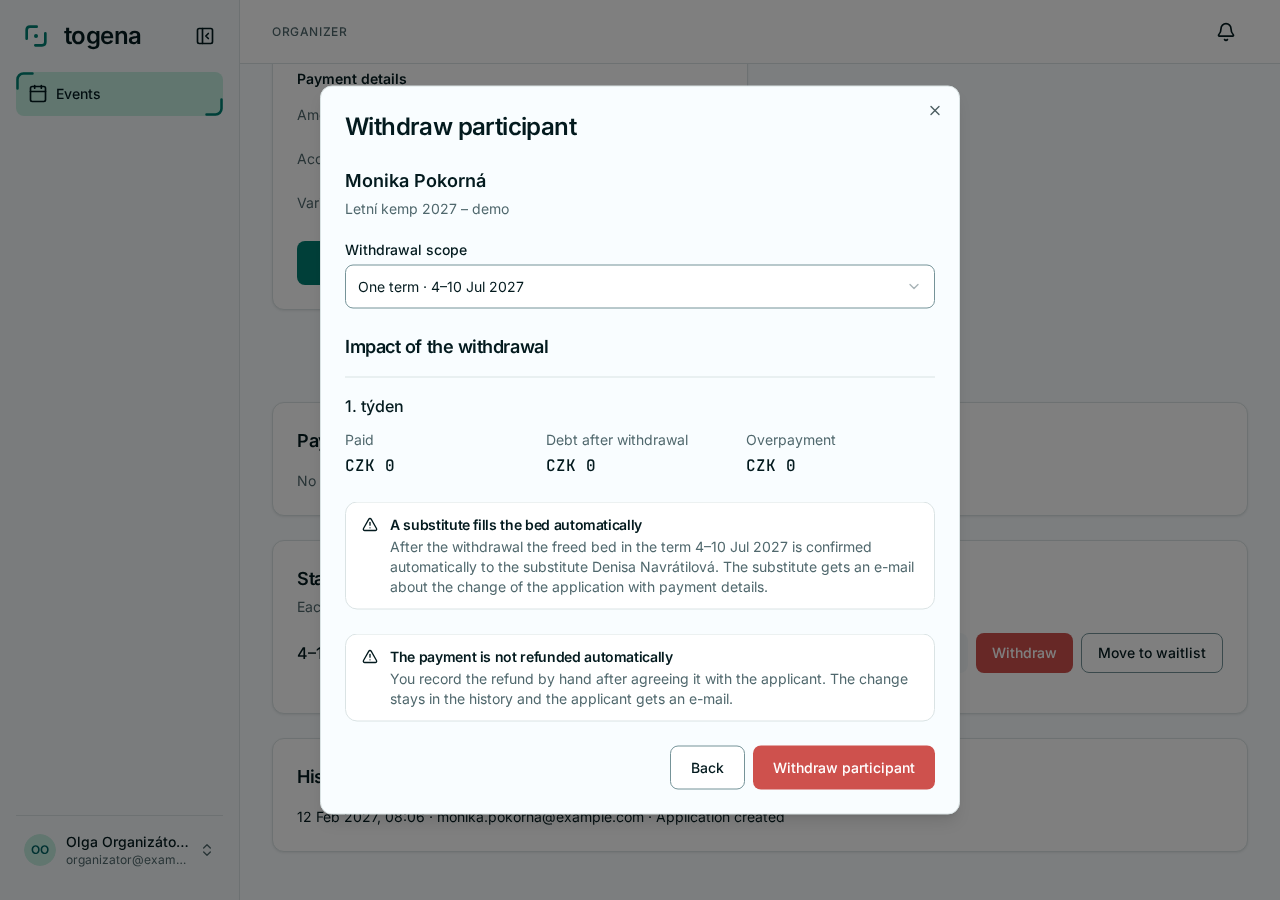 togena
ORGANIZER
Events
Payment details
Withdraw participant
Monika Pokorná
Letní kemp 2027 – demo
Withdrawal scope
One term · 4–10 Jul 2027
Impact of the withdrawal
1. týden
Paid
Debt after withdrawal
Overpayment
CZK 0
CZK 0
CZK 0
A substitute fills the bed automatically
After the withdrawal the freed bed in the term 4–10 Jul 2027 is confirmed
automatically to the substitute Denisa Navrátilová. The substitute gets an e-mail
about the change of the application with payment details.
The payment is not refunded automatically
You record the refund by hand after agreeing it with the applicant. The change
stays in the history and the applicant gets an e-mail.
Back
Withdraw participant
No
Withdraw
Move to waitlist
12 Feb 2027, 08:06 · monika.pokorna@example.com · Application created
OO
Olga Organizáto...
organizator@exam...